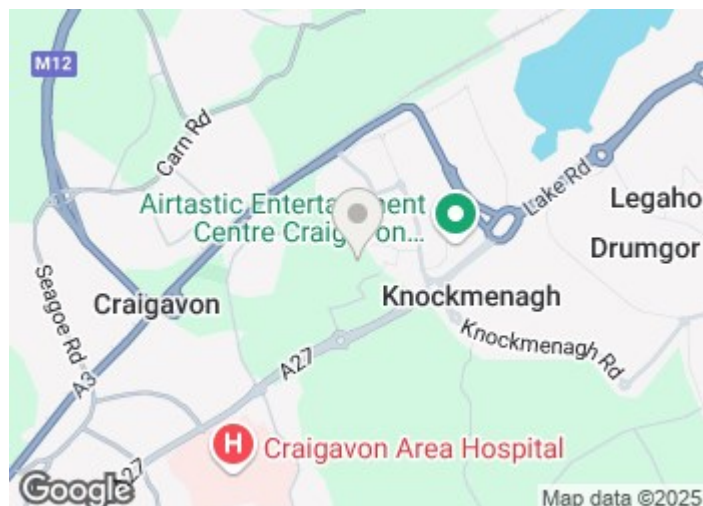 M12
Carn Rd
Lake Rd
Airtastic Entertainment
Centre Craigavon...
Legaho
Drumgor
Seagoe Rd
Craigavon
Knockmenagh
Knockmenagh Rd
A27
A3
Craigavon Area Hospital
H
A27
Google
Map data ©2025